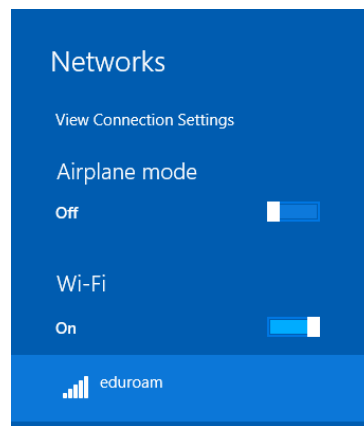 Networks
View Connection Settings
Airplane mode
Off
Wi-Fi
On
eduroam